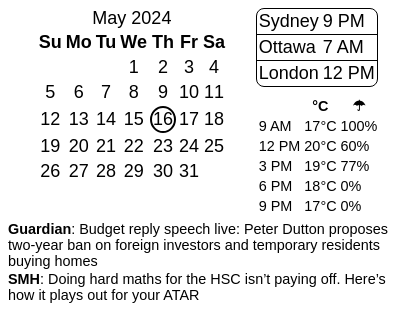 May 2024
Su Mo Tu We Th Fr Sa
1 2 3 4
5 6 7 8 9 10 11
12 13 14 15 16 17 18
19 20 21 22 23 24 25
26 27 28 29 30 31
Sydney 9 PM
Ottawa 7 AM
London 12 PM
°C ☂
9 AM 17°C 100%
12 PM 20°C 60%
3 PM 19°C 77%
6 PM 18°C 0%
9 PM 17°C 0%
Guardian: Budget reply speech live: Peter Dutton proposes
two-year ban on foreign investors and temporary residents
buying homes
SMH: Doing hard maths for the HSC isn’t paying off. Here’s
how it plays out for your ATAR